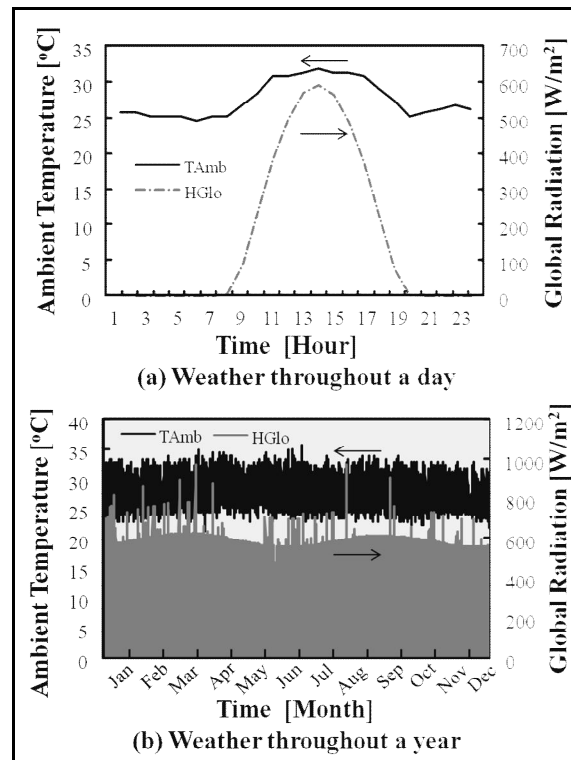 Ambient Temperature [°C]
35
30
25
20
15
10
5
0
TAmb
HGlo
700
600
500
400
300
200
100
0
Global Radiation [W/m²]
1 3 5 7 9 11 13 15 17 19 21 23
Time [Hour]
(a) Weather throughout a day
Ambient Temperature [°C]
40
35
30
25
20
15
10
5
0
TAmb HGlo
1200
1000
800
600
400
200
0
Global Radiation [W/m²]
Jan Feb Mar Apr May Jun Jul Aug Sep Oct Nov Dec
Time [Month]
(b) Weather throughout a year